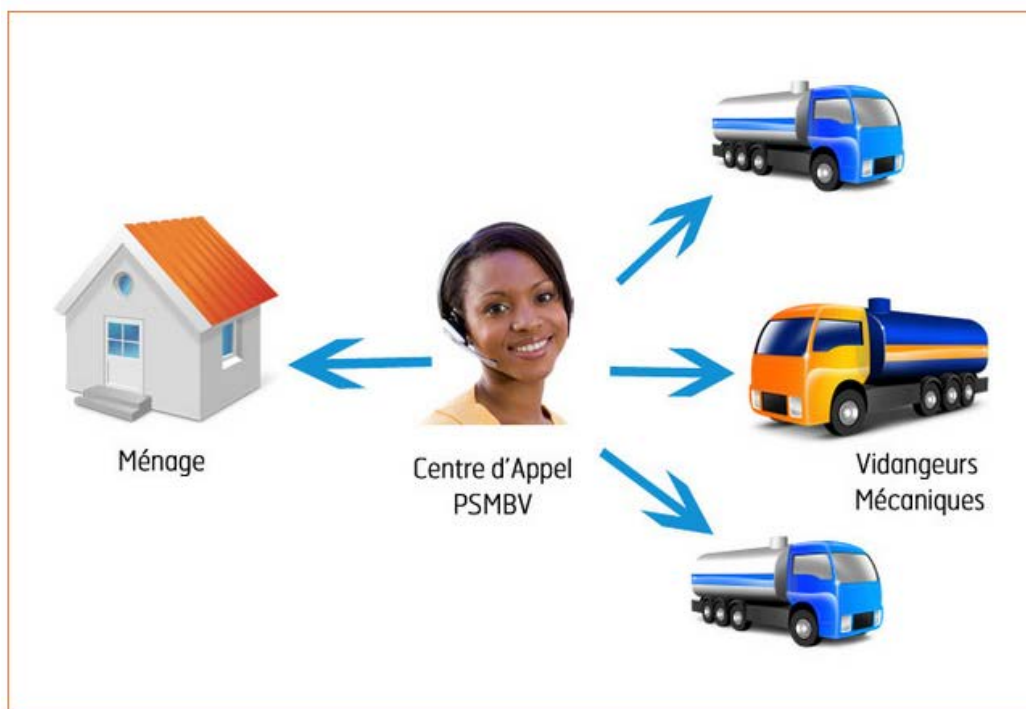 Ménage
Centre d'Appel
PSMBV
Vidangeurs
Mécaniques